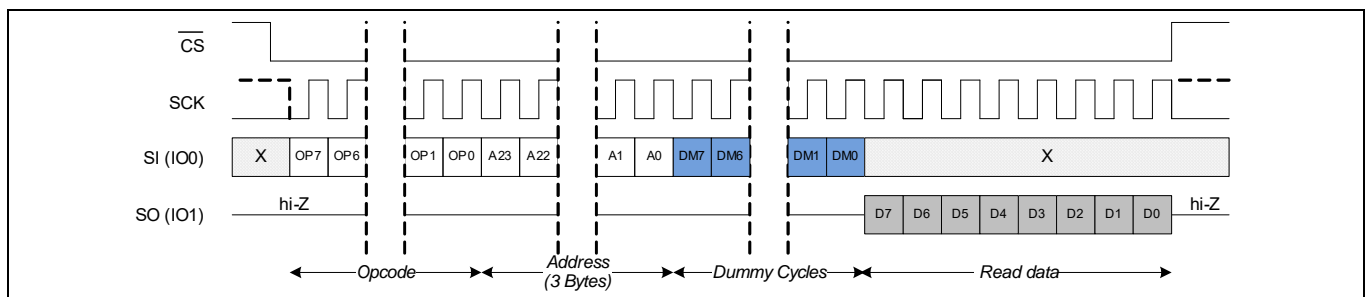 CS
SCK
SI (IO0) X OP7 OP6 OP1 OP0 A23 A22 A1 A0 DM7 DM6 DM1 DM0 X
hi-Z hi-Z
SO (IO1) D7 D6 D5 D4 D3 D2 D1 D0
Opcode Address Dummy Cycles Read data
(3 Bytes)